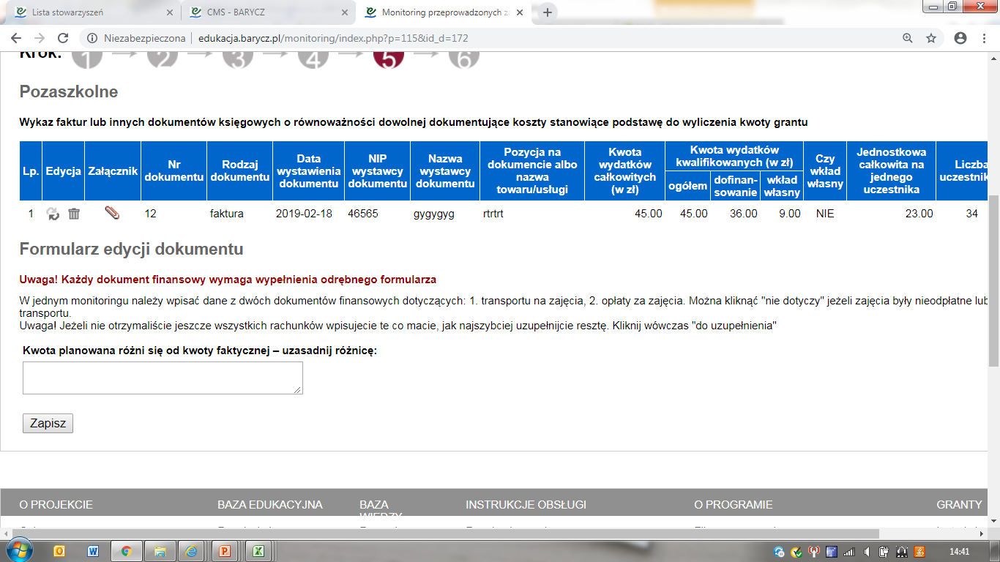 Lista stowarzyszeń
CMS - BARYCZ
Monitoring przeprowadzonych
Niezabezpieczona
edukacja.barycz.pl/monitoring/index.php?p=115&id_d=172
Krok: 1 2 3 4 5 6
Pozaszkolne
Wykaz faktur lub innych dokumentów księgowych o równoważności dowolnej dokumentujące koszty stanowiące podstawę do wyliczenia kwoty grantu
Lp. Edycja Załącznik Nr dokumentu Rodzaj dokumentu Data wystawienia dokumentu NIP wystawcy dokumentu Nazwa wystawcy dokumentu Pozycja na dokumencie albo nazwa towaru/usługi Kwota wydatków całkowitych (w zł) Kwota wydatków kwalifikowanych (w zł) ogółem dofinan-sowanie wkład własny Czy wkład własny Jednostkowa całkowita na jednego uczestnika Liczba
1 12 faktura 2019-02-18 46565 gygygyg rtrtrt 45.00 45.00 36.00 9.00 NIE 23.00 34
Formularz edycji dokumentu
Uwaga! Każdy dokument finansowy wymaga wypełnienia odrębnego formularza
W jednym monitoringu należy wpisać dane z dwóch dokumentów finansowych dotyczących: 1. transportu na zajęcia, 2. opłaty za zajęcia. Można kliknąć "nie dotyczy" jeżeli zajęcia były nieodpłatne lub
transportu.
Uwaga! Jeżeli nie otrzymaliście jeszcze wszystkich rachunków wpisujecie te co macie, jak najszybciej uzupełnijcie resztę. Kliknij wówczas "do uzupełnienia"
Kwota planowana różni się od kwoty faktycznej – uzasadnij różnicę:
Zapisz
O PROJEKCIE BAZA EDUKACYJNA BAZA WIEDZY INSTRUKCJE OBSŁUGI O PROGRAMIE GRANTY
14:41